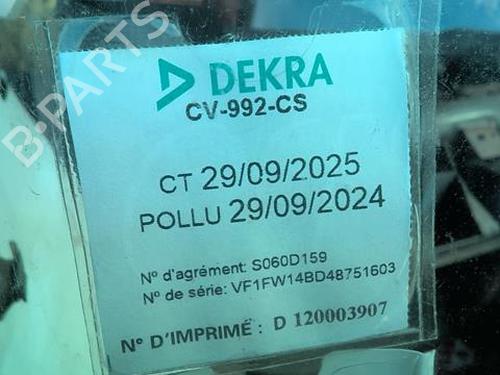 DEKRA
CV-992-CS
CT 29/09/2025
POLLU 29/09/2024
N° d'agrément: S060D159
N° de série: VF1FW14BD48751603
N° D'IMPRIMÉ : D 120003907
B-PARTS